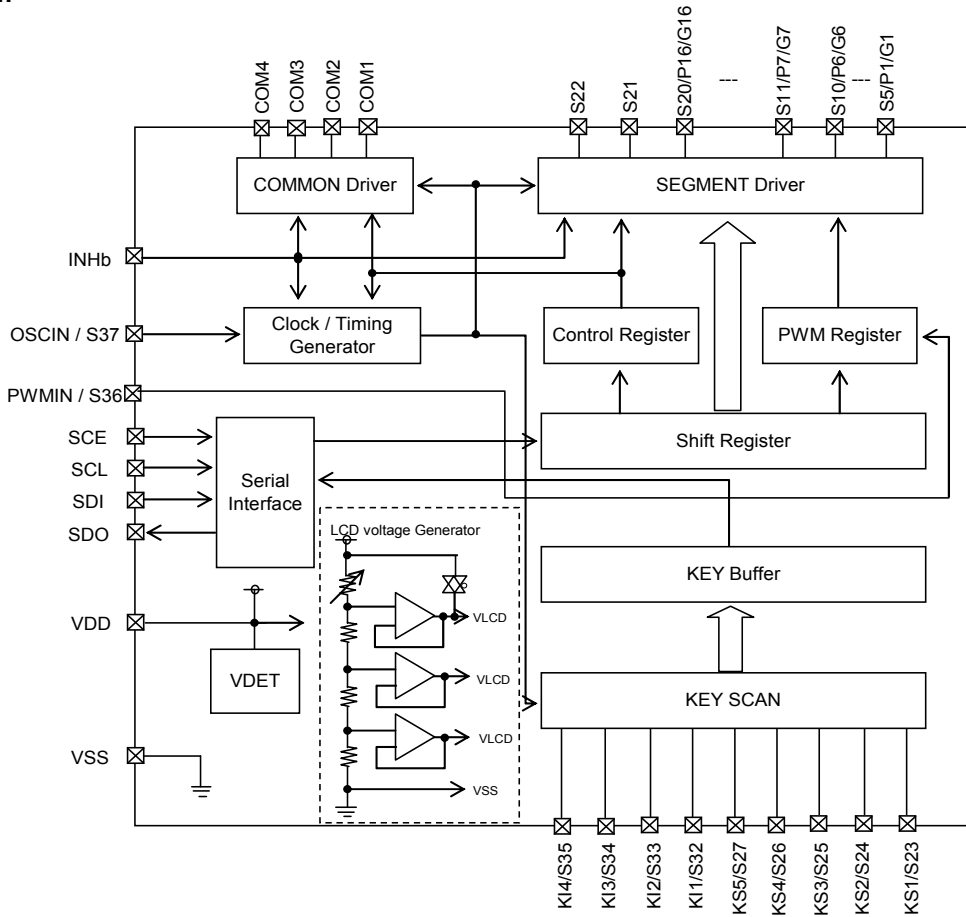 COM4
COM3
COM2
COM1
S22
S21
S20/P16/G16
---
S11/P7/G7
S10/P6/G6
---
S5/P1/G1
COMMON Driver
SEGMENT Driver
INHb
OSCIN / S37
Clock / Timing
Generator
Control Register
PWM Register
PWMIN / S36
SCE
SCL
SDI
SDO
Serial
Interface
Shift Register
LCD voltage Generator
KEY Buffer
VLCD
VLCD
VLCD
VSS
VDD
VDET
KEY SCAN
VSS
KI4/S35
KI3/S34
KI2/S33
KI1/S32
KS5/S27
KS4/S26
KS3/S25
KS2/S24
KS1/S23